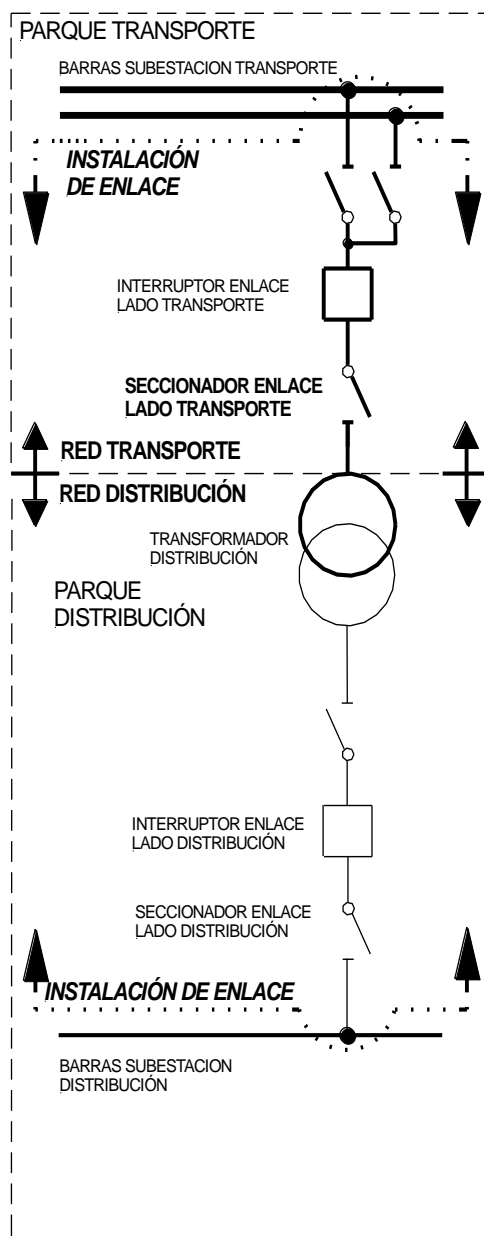 PARQUE TRANSPORTE
BARRAS SUBESTACION TRANSPORTE
INSTALACIÓN
DE ENLACE
INTERRUPTOR ENLACE
LADO TRANSPORTE
SECCIONADOR ENLACE
LADO TRANSPORTE
RED TRANSPORTE
RED DISTRIBUCIÓN
TRANSFORMADOR
DISTRIBUCIÓN
PARQUE
DISTRIBUCIÓN
INTERRUPTOR ENLACE
LADO DISTRIBUCIÓN
SECCIONADOR ENLACE
LADO DISTRIBUCIÓN
INSTALACIÓN DE ENLACE
BARRAS SUBESTACION
DISTRIBUCIÓN